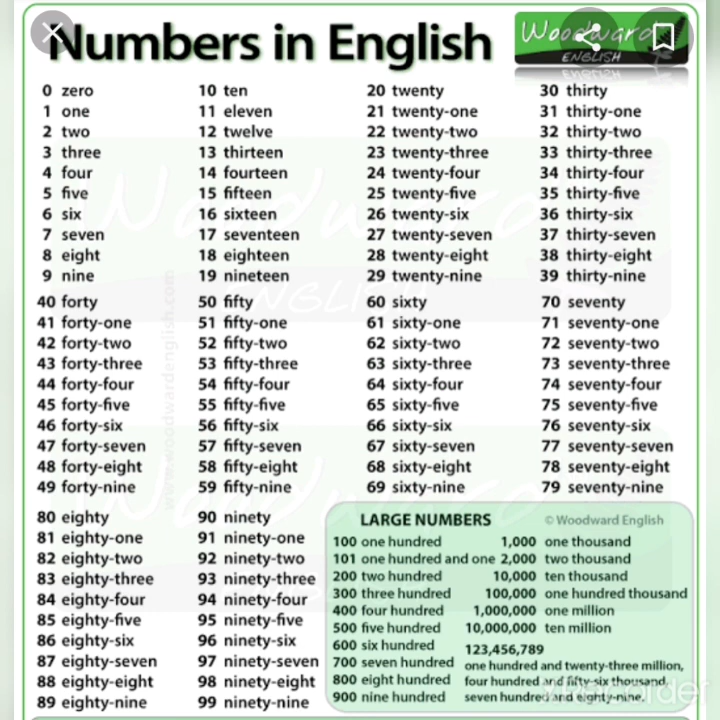 Numbers in English
Woodward
ENGLISH
0 zero
1 one
2 two
3 three
4 four
5 five
6 six
7 seven
8 eight
9 nine
10 ten
11 eleven
12 twelve
13 thirteen
14 fourteen
15 fifteen
16 sixteen
17 seventeen
18 eighteen
19 nineteen
20 twenty
21 twenty-one
22 twenty-two
23 twenty-three
24 twenty-four
25 twenty-five
26 twenty-six
27 twenty-seven
28 twenty-eight
29 twenty-nine
30 thirty
31 thirty-one
32 thirty-two
33 thirty-three
34 thirty-four
35 thirty-five
36 thirty-six
37 thirty-seven
38 thirty-eight
39 thirty-nine
40 forty
41 forty-one
42 forty-two
43 forty-three
44 forty-four
45 forty-five
46 forty-six
47 forty-seven
48 forty-eight
49 forty-nine
50 fifty
51 fifty-one
52 fifty-two
53 fifty-three
54 fifty-four
55 fifty-five
56 fifty-six
57 fifty-seven
58 fifty-eight
59 fifty-nine
60 sixty
61 sixty-one
62 sixty-two
63 sixty-three
64 sixty-four
65 sixty-five
66 sixty-six
67 sixty-seven
68 sixty-eight
69 sixty-nine
70 seventy
71 seventy-one
72 seventy-two
73 seventy-three
74 seventy-four
75 seventy-five
76 seventy-six
77 seventy-seven
78 seventy-eight
79 seventy-nine
80 eighty
81 eighty-one
82 eighty-two
83 eighty-three
84 eighty-four
85 eighty-five
86 eighty-six
87 eighty-seven
88 eighty-eight
89 eighty-nine
90 ninety
91 ninety-one
92 ninety-two
93 ninety-three
94 ninety-four
95 ninety-five
96 ninety-six
97 ninety-seven
98 ninety-eight
99 ninety-nine
LARGE NUMBERS
© Woodward English
100 one hundred
101 one hundred and one
200 two hundred
300 three hundred
400 four hundred
500 five hundred
600 six hundred
700 seven hundred
800 eight hundred
900 nine hundred
1,000 one thousand
2,000 two thousand
10,000 ten thousand
100,000 one hundred thousand
1,000,000 one million
10,000,000 ten million
123,456,789
one hundred and twenty-three million,
four hundred and fifty-six thousand,
seven hundred and eighty-nine.
www.woodwardenglish.com
Woodward
ENGLISH